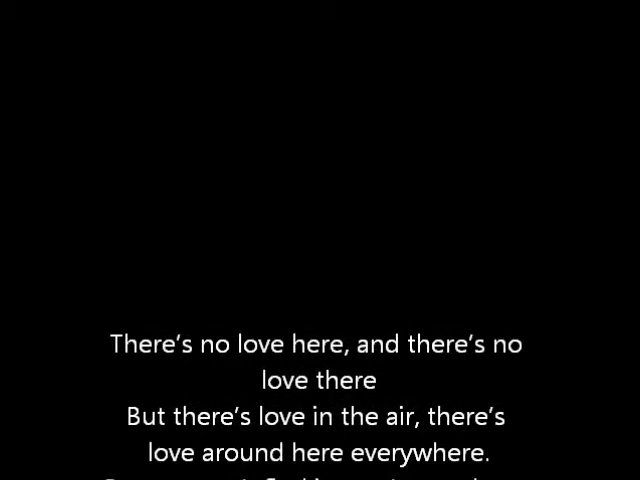 There’s no love here, and there’s no
love there
But there’s love in the air, there’s
love around here everywhere.